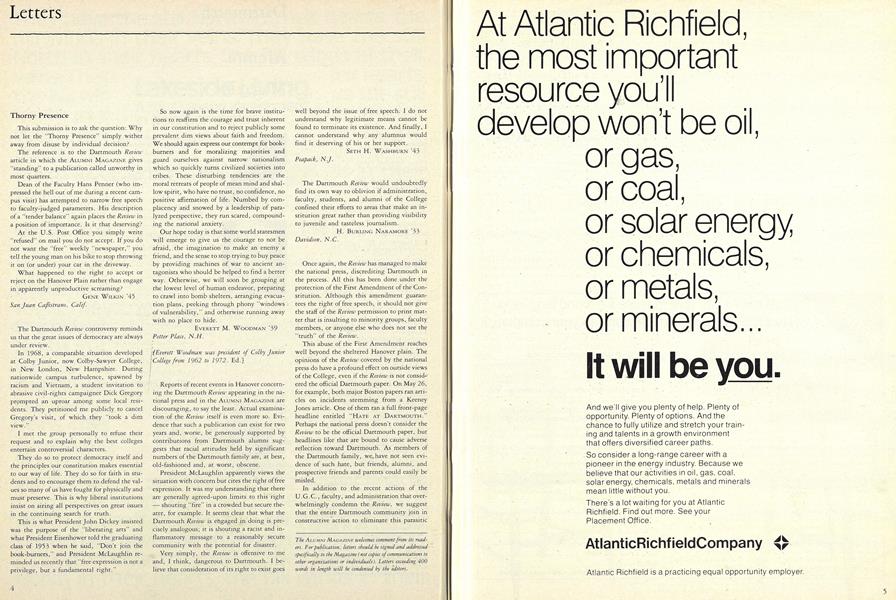 Letters
Thorny Presence
This submission is to ask the question: Why
not let the "Thorny Presence" simply wither
away from disuse by individual decision?
The reference is to the Dartmouth Review
article in which the ALUMNI MAGAZINE gives
"standing" to a publication called unworthy in
most quarters.
Dean of the Faculty Hans Penner (who im-
pressed the hell out of me during a recent cam-
pus visit) has attempted to narrow free speech
to faculty-judged parameters. His description
of a "tender balance" again places the Review in
a position of importance. Is it that deserving?
At the U.S. Post Office you simply write
"refused" on mail you do not accept. If you do
not want the "free" weekly "newspaper," you
tell the young man on his bike to stop throwing
it on (or under) your car in the driveway.
What happened to the right to accept or
reject on the Hanover Plain rather than engage
in apparently unproductive screaming?
GENE WILKIN '45
San Juan Capistrano, Calif.
The Dartmouth Review controversy reminds
us that the great issues of democracy are always
under review.
In 1968, a comparable situation developed
at Colby Junior, now Colby-Sawyer College,
in New London, New Hampshire. During
nationwide campus turbulence, spawned by
racism and Vietnam, a student invitation to
abrasive civil-rights campaigner Dick Gregory
prompted an uproar among some local resi-
dents. They petitioned me publicly to cancel
Gregory's visit, of which they "took a dim
view."
I met the group personally to refuse their
request and to explain why the best colleges
entertain controversial characters.
They do so to protect democracy itself and
the principles our constitution makes essential
to our way of life. They do so for faith in stu-
dents and to encourage them to defend the val-
ues so many of us have fought for physically and
must preserve. This is why liberal institutions
insist on airing all perspectives on great issues
in the continuing search for truth.
This is what President John Dickey insisted
was the purpose of the "liberating arts" and
what President Eisenhower told the graduating
class of 1953 when he said, "Don't join the
book-burners," and President McLaughlin re-
minded us recently that "free expression is not a
privilege, but a fundamental right."
4
So now again is the time for brave institu-
tions to reaffirm the courage and trust inherent
in our constitution and to reject publicly some
prevalent dim views about faith and freedom.
We should again express our contempt for book-
burners and for moralizing majorities and
guard ourselves against narrow nationalism
which so quickly turns civilized societies into
tribes. These disturbing tendencies are the
moral retreats of people of mean mind and shal-
low spirit, who have no trust, no confidence, no
positive affirmation of life. Numbed by com-
placency and snowed by a leadership of para-
lyzed perspective, they run scared, compound-
ing the national anxiety.
Our hope today is that some world statesmen
will emerge to give us the courage to not be
afraid, the imagination to make an enemy a
friend, and the sense to stop trying to buy peace
by providing machines of war to ancient an-
tagonists who should be helped to find a better
way. Otherwise, we will soon be grouping at
the lowest level of human endeavor, preparing
to crawl into bomb shelters, arranging evacua-
tion plans, peeking through phony "windows
of vulnerability," and otherwise running away
with no place to hide.
EVERETT M. WOODMAN '39
Potter Place, N.H.
[Everett Woodman was president of Colby Junior
College from 1962 to 1972. Ed.]
Reports of recent events in Hanover concern-
ing the Dartmouth Review appearing in the na-
tional press and in the ALUMNI MAGAZINE are
discouraging, to say the least. Actual examina-
tion of the Review itself is even more so. Evi-
dence that such a publication can exist for two
years and, worse, be generously supported by
contributions from Dartmouth alumni sug-
gests that racial attitudes held by significant
numbers of the Dartmouth family are, at best,
old-fashioned and, at worst, obscene.
President McLaughlin apparently views the
situation with concern but cites the right of free
expression. It was my understanding that there
are generally agreed-upon limits to this right
— shouting "fire" in a crowded but secure the-
ater, for example. It seems clear that what the
Dartmouth Review is engaged in doing is pre-
cisely analogous; it is shouting a racist and in-
flammatory message to a reasonably secure
community with the potential for disaster.
Very simply, the Review is offensive to me
and, I think, dangerous to Dartmouth. I be-
lieve that consideration of its right to exist goes
well beyond the issue of free speech. I do not
understand why legitimate means cannot be
found to terminate its existence. And finally, I
cannot understand why any alumnus would
find it deserving of his or her support.
SETH H. WASHBURN '43
Peapack, N.J.
The Dartmouth Review would undoubtedly
find its own way to oblivion if administration,
faculty, students, and alumni of the College
confined their efforts to areas that make an in-
stitution great rather than providing visibility
to juvenile and tasteless journalism.
H. BURLING NARAMORE '33
Davidson, N.C.
Once again, the Review has managed to make
the national press, discrediting Dartmouth in
the process. All this has been done under the
protection of the First Amendment of the Con-
stitution. Although this amendment guaran-
tees the right of free speech, it should not give
the staff of the Review permission to print mat-
ter that is insulting to minority groups, faculty
members, or anyone else who does not see the
"truth" of the Review.
This abuse of the First Amendment reaches
well beyond the sheltered Hanover plain. The
opinions of the Review covered by the national
press do have a profound effect on outside views
of the College, even if the Review is not consid-
ered the official Dartmouth paper. On May 26,
for example, both major Boston papers ran arti-
cles on incidents stemming from a Keeney
Jones article. One of them ran a full front-page
headline entitled "HATE AT DARTMOUTH."
Perhaps the national press doesn't consider the
Review to be the official Dartmouth paper, but
headlines like that are bound to cause adverse
reflection toward Dartmouth. As members of
the Dartmouth family, we have not seen evi-
dence of such hate, but friends, alumni, and
prospective friends and parents could easily be
misled.
In addition to the recent actions of the
U.G.C., faculty, and administration that over-
whelmingly condemn the Review, we suggest
that the entire Dartmouth community join in
constructive action to eliminate this parasitic
The ALUMNI MAGAZINE welcomes comment from its read-
ers. For publication, letters should be signed and addressed
specifically to the Magazine (not copies of communications to
other organizations or individuals). Letters exceeding 400
words in length will be condensed by the editors.
At Atlantic Richfield,
the most important
resource you'll
develop won't be oil,
or gas,
or coal,
or solar energy,
or chemicals,
or metals,
or minerals...
It will be you.
And we'll give you plenty of help. Plenty of
opportunity. Plenty of options. And the
chance to fully utilize and stretch your train-
ing and talents in a growth environment
that offers diversified career paths.
So consider a long-range career with a
pioneer in the energy industry. Because we
believe that our activities in oil, gas, coal,
solar energy, chemicals, metals and minerals
mean little without you.
There's a lot waiting for you at Atlantic
Richfield. Find out more. See your
Placement Office.
AtlanticRichfieldCompany
Atlantic Richfield is a practicing equal opportunity employer.
5